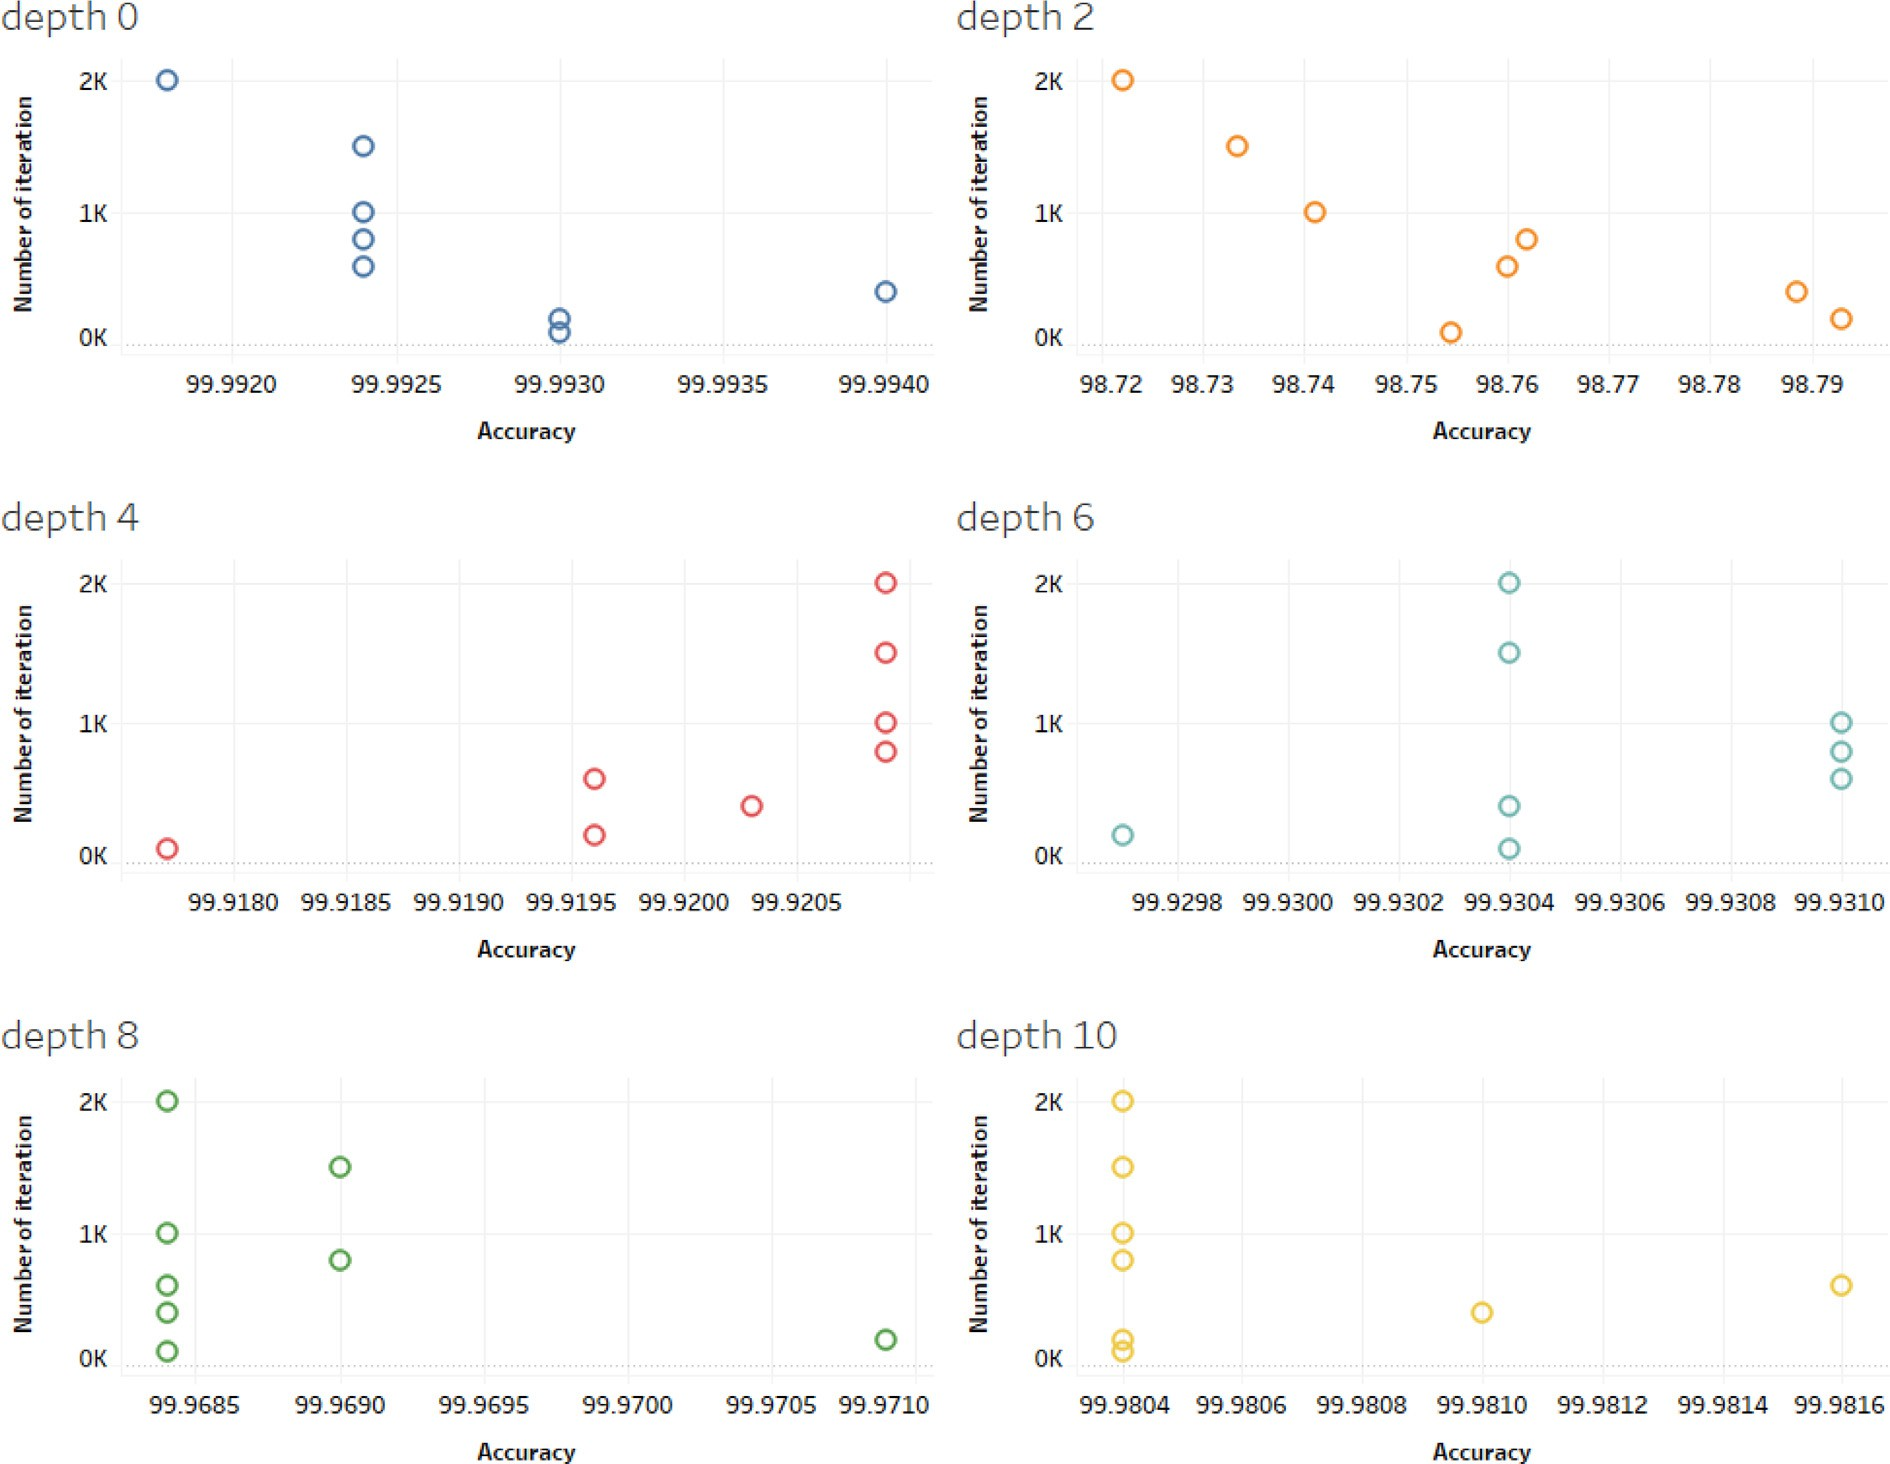 depth 0
2K
1K
0K
Number of iteration
99.9920 99.9925 99.9930 99.9935 99.9940
Accuracy
depth 2
2K
1K
0K
Number of iteration
98.72 98.73 98.74 98.75 98.76 98.77 98.78 98.79
Accuracy
depth 4
2K
1K
0K
Number of iteration
99.9180 99.9185 99.9190 99.9195 99.9200 99.9205
Accuracy
depth 6
2K
1K
0K
Number of iteration
99.9298 99.9300 99.9302 99.9304 99.9306 99.9308 99.9310
Accuracy
depth 8
2K
1K
0K
Number of iteration
99.9685 99.9690 99.9695 99.9700 99.9705 99.9710
Accuracy
depth 10
2K
1K
0K
Number of iteration
99.9804 99.9806 99.9808 99.9810 99.9812 99.9814 99.9816
Accuracy